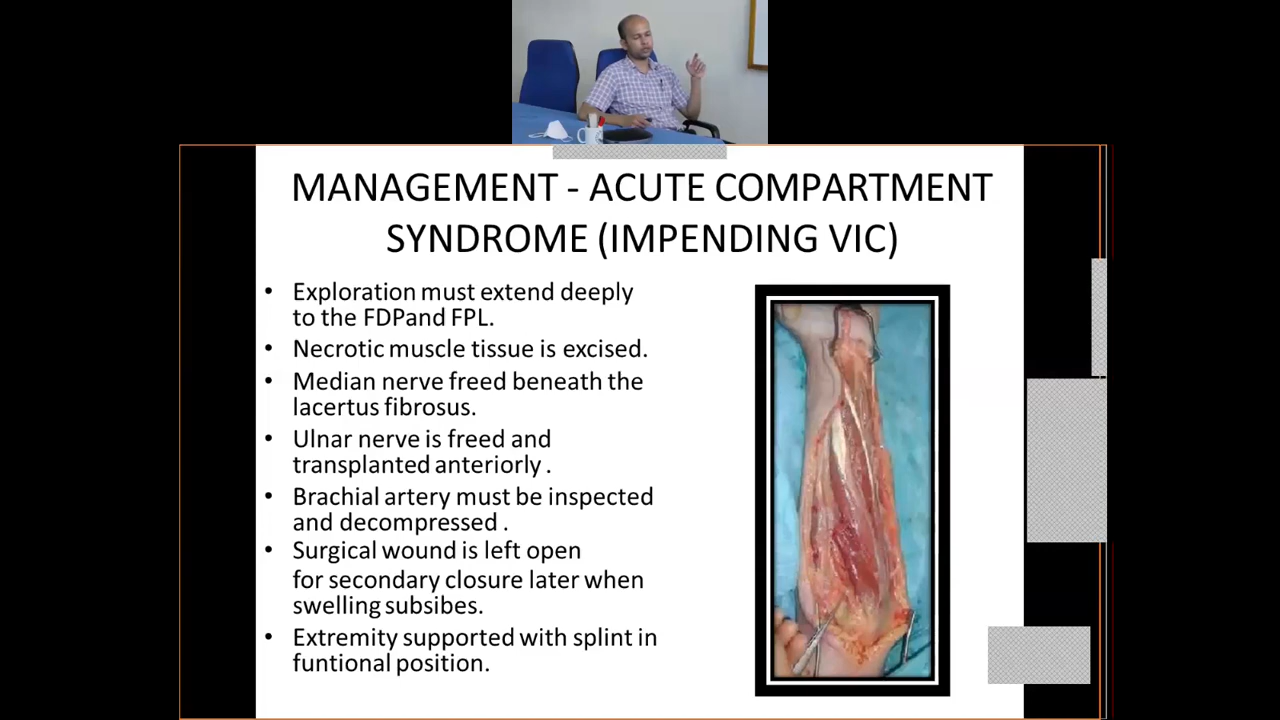 MANAGEMENT - ACUTE COMPARTMENT
SYNDROME (IMPENDING VIC)
• Exploration must extend deeply
to the FDPand FPL.
• Necrotic muscle tissue is excised.
• Median nerve freed beneath the
lacertus fibrosus.
• Ulnar nerve is freed and
transplanted anteriorly .
• Brachial artery must be inspected
and decompressed .
• Surgical wound is left open
for secondary closure later when
swelling subsibes.
• Extremity supported with splint in
funtional position.